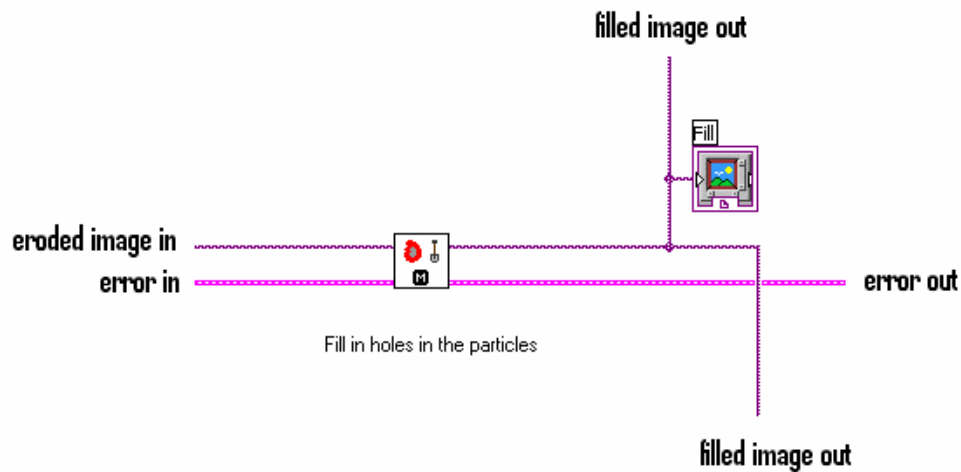 filled image out
Fill
eroded image in
M
error in
error out
Fill in holes in the particles
filled image out